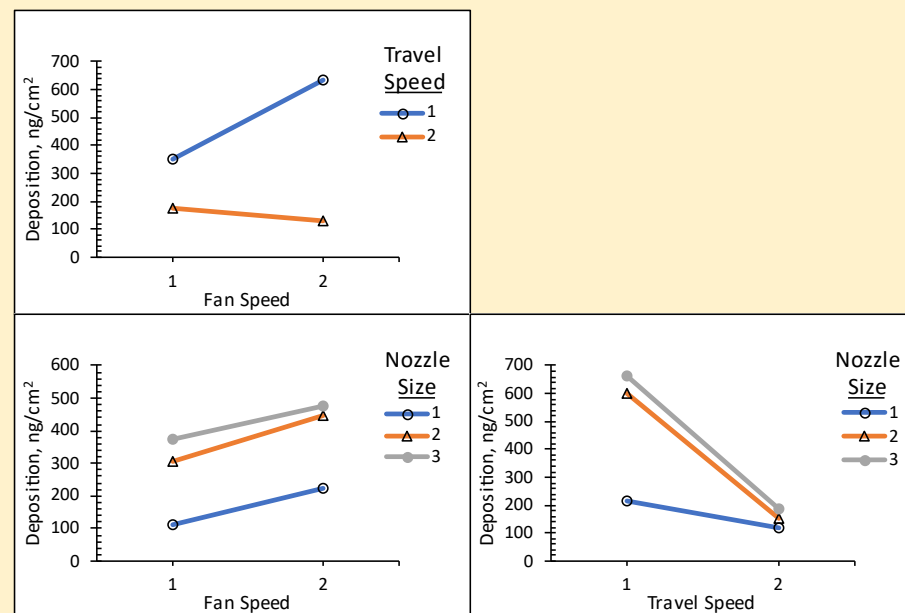 Travel
Speed
1
2
Deposition, ng/cm²
700
600
500
400
300
200
100
0
1 2
Fan Speed
Nozzle
Size
1
2
3
Deposition, ng/cm²
600
500
400
300
200
100
0
1 2
Fan Speed
Nozzle
Size
1
2
3
Deposition, ng/cm²
700
600
500
400
300
200
100
0
1 2
Travel Speed